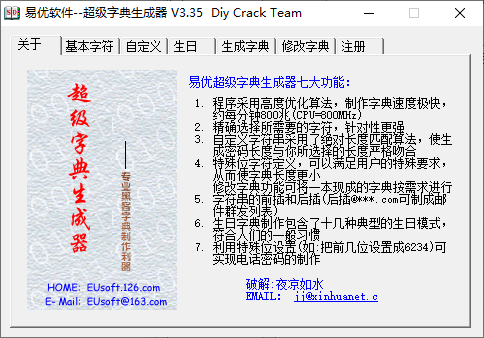 易优软件--超级字典生成器 V3.35 Diy Crack Team
关于 基本字符 自定义 生日 生成字典 修改字典 注册
超级字典生成器
专业黑客字典制作利器
HOME: EUsoft.126.com
E-Mail: EUsoft@163.com
易优超级字典生成器七大功能:
1. 程序采用高度优化算法，制作字典速度极快，
约每分钟800兆(CPU=800MHz)
2. 精确选择所需要的字符，针对性更强
3. 自定义字符串采用了绝对长度匹配算法，使生
成密码长度与你所选择的长度严格吻合
4. 特殊位字符定义，可以满足用户的特殊要求，
从而使字典长度更小
修改字典功能可将一本现成的字典按需求进行
5. 字符串的前插和后插(后插@***.com可制成邮
件群发列表)
6. 生日字典制作包含了十几种典型的生日模式，
符合人们的一般习惯
7. 利用特殊位设置(如:把前几位设置成6234)可
实现电话密码的制作
破解:夜凉如水
EMAIL: jj@xinhuanet.c